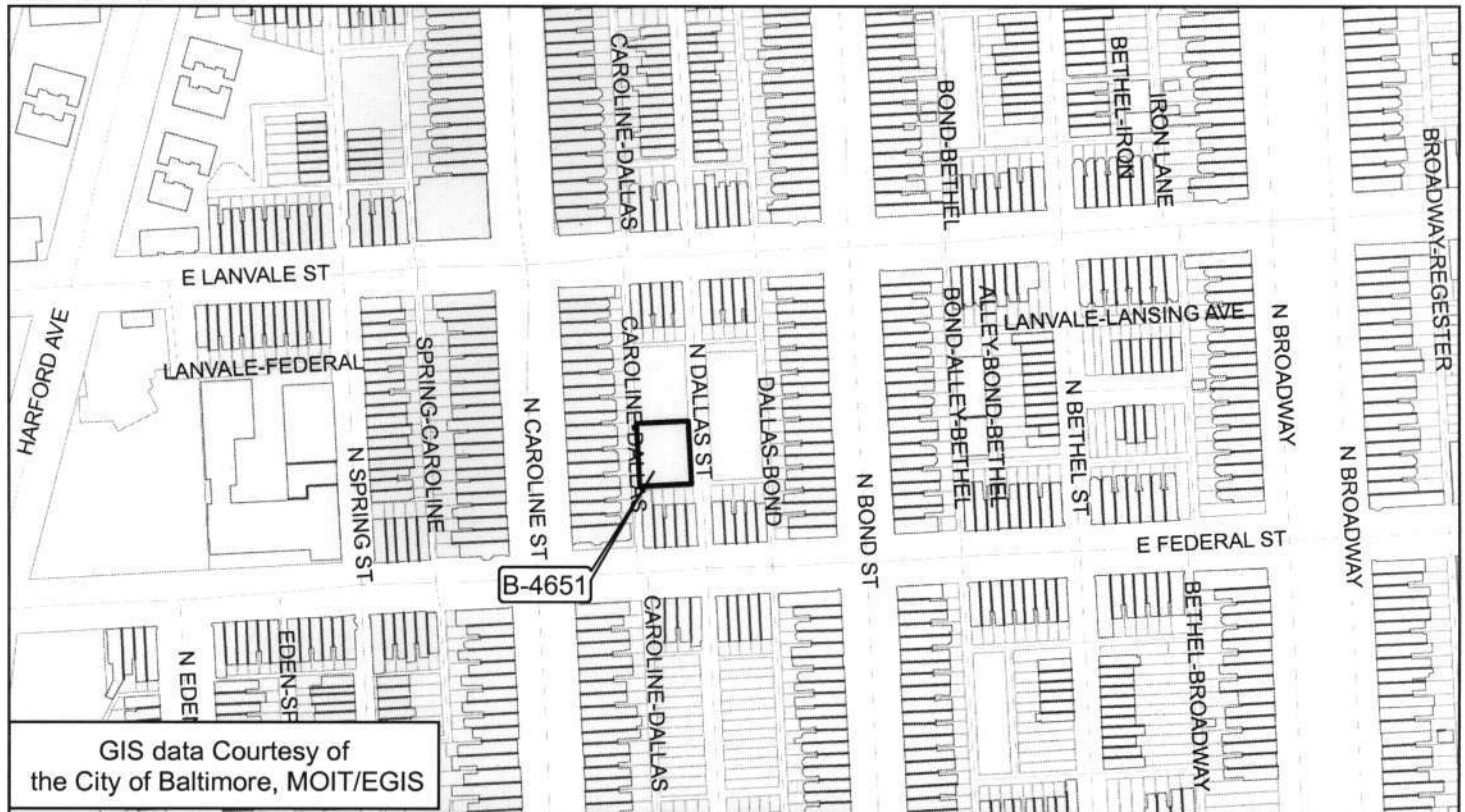 CAROLINE-DALLAS
BOND-BETHEL
BETHEL-IRON
IRON LANE
BROADWAY-REGESTER
E LANVALE ST
HARFORD AVE
LANVALE-FEDERAL
SPRING-CAROLINE
N SPRING ST
N CAROLINE ST
CAROLINE-DALLAS
N DALLAS ST
DALLAS-BOND
N BOND ST
BOND-ALLEY-BETHEL
ALLEY-BOND-BETHEL
LANVALE-LANSING AVE
N BETHEL ST
N BROADWAY
N BROADWAY
E FEDERAL ST
B-4651
N EDEN
EDEN-SP
CAROLINE-DALLAS
BETHEL-BROADWAY
GIS data Courtesy of
the City of Baltimore, MOIT/EGIS